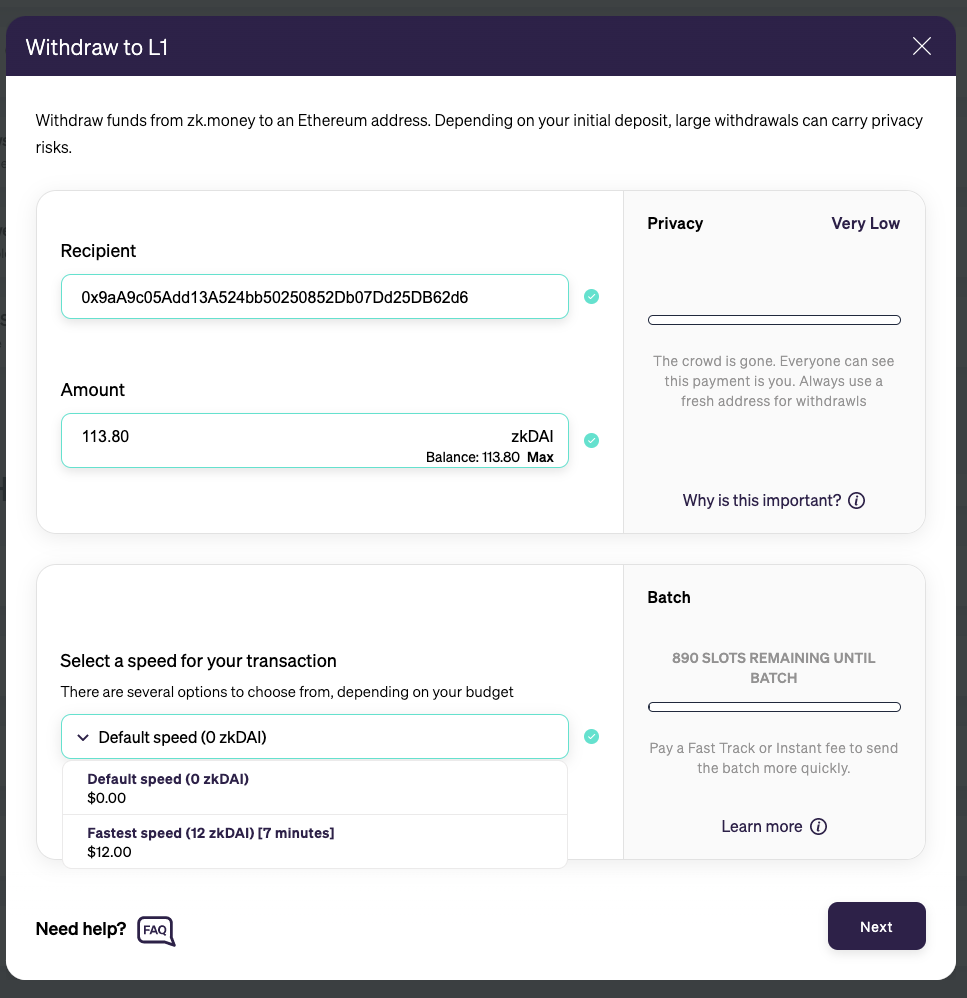 Withdraw to L1
Withdraw funds from zk.money to an Ethereum address. Depending on your initial deposit, large withdrawals can carry privacy
risks.
Recipient
0x9aA9c05Add13A524bb50250852Db07Dd25DB62d6
Amount
113.80
zkDAI
Balance: 113.80 Max
Privacy
Very Low
The crowd is gone. Everyone can see
this payment is you. Always use a
fresh address for withdrawls
Why is this important?
Select a speed for your transaction
There are several options to choose from, depending on your budget
Default speed (0 zkDAI)
Default speed (0 zkDAI)
$0.00
Fastest speed (12 zkDAI) [7 minutes]
$12.00
Batch
890 SLOTS REMAINING UNTIL
BATCH
Pay a Fast Track or Instant fee to send
the batch more quickly.
Learn more
Need help?
FAQ
Next